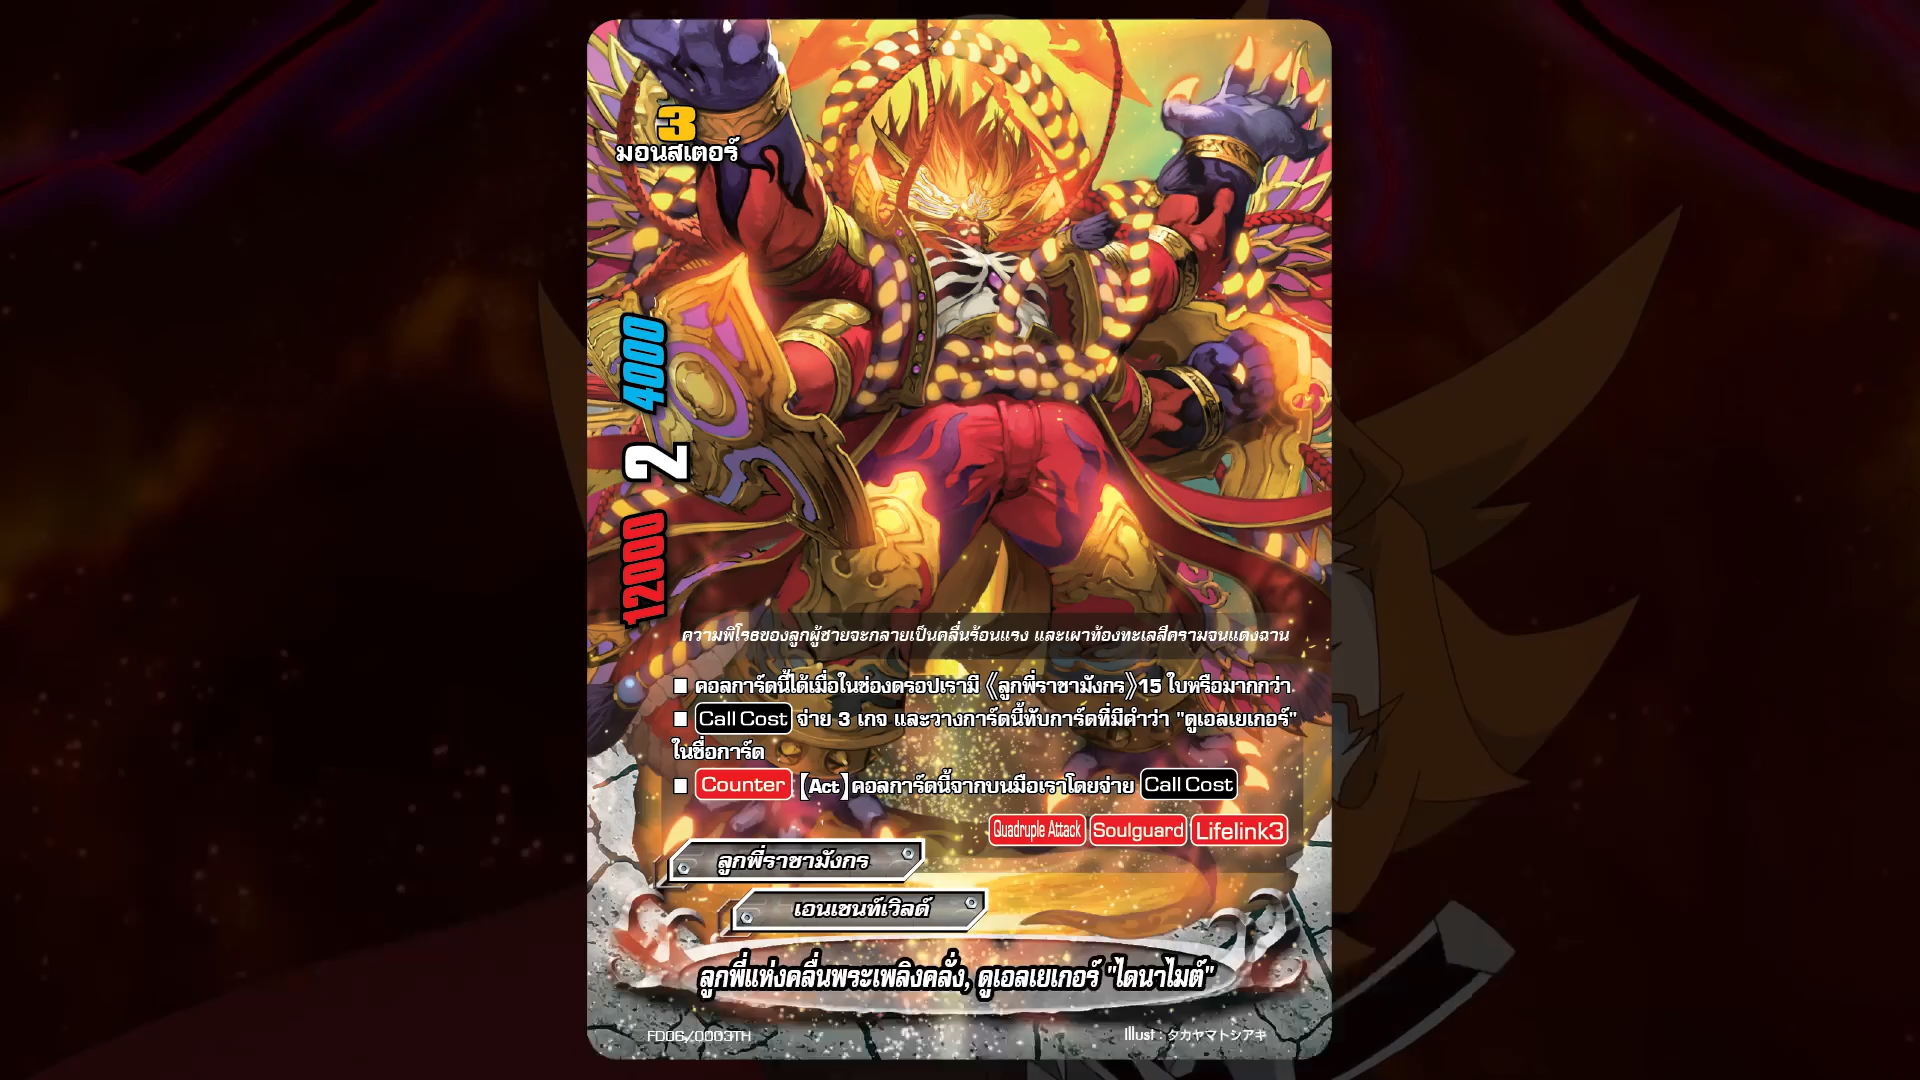 3
มอนสเตอร์
4000
2
12000
ความพิโรธของลูกผู้ชายจะกลายเป็นคลื่นร้อนแรง และเผาท้องทะเลสีครามจนแดงฉาน
■ คอลการ์ดนี้ได้เมื่อในช่องดรอปเรามี《ลูกพี่ราชามังกร》15 ใบหรือมากกว่า
■ Call Cost จ่าย 3 เกจ และวางการ์ดนี้ทับการ์ดที่มีคำว่า "ดูเอลเยเกอร์"
ในชื่อการ์ด
■ Counter 【Act】คอลการ์ดนี้จากบนมือเราโดยจ่าย Call Cost
Quadruple Attack Soulguard Lifelink3
ลูกพี่ราชามังกร
เอนเชนท์เวิลด์
ลูกพี่แห่งคลื่นพระเพลิงคลั่ง, ดูเอลเยเกอร์ "ไดนาไมต์"
FD06/0003TH
Illust : タカヤマトシアキ